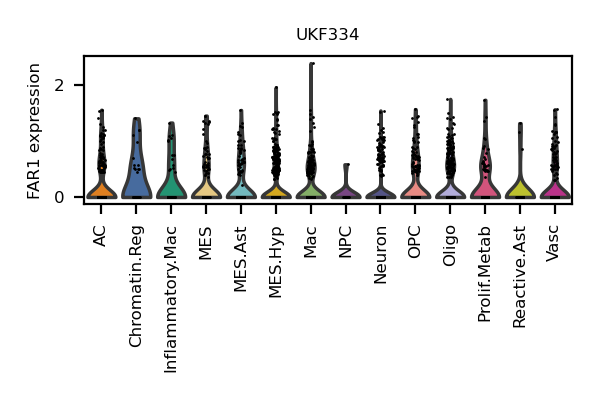 UKF334
FAR1 expression
2
0
AC
Chromatin.Reg
Inflammatory.Mac
MES
MES.Ast
MES.Hyp
Mac
NPC
Neuron
OPC
Oligo
Prolif.Metab
Reactive.Ast
Vasc